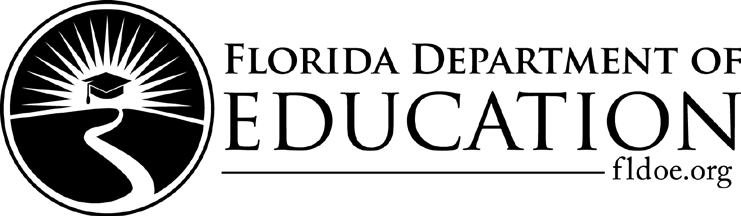 FLORIDA DEPARTMENT OF
EDUCATION
fldoe.org